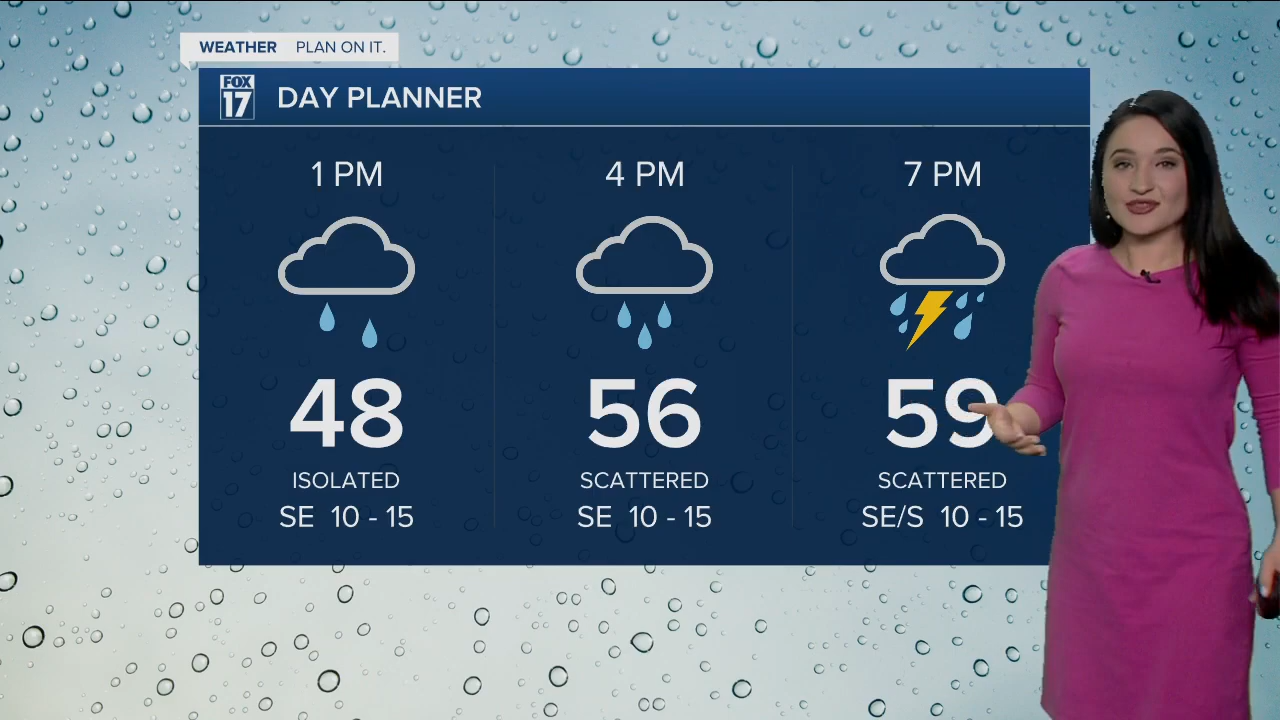 WEATHER PLAN ON IT.
FOX 17 DAY PLANNER
1 PM
48
ISOLATED
SE 10 - 15
4 PM
56
SCATTERED
SE 10 - 15
7 PM
59
SCATTERED
SE/S 10 - 15